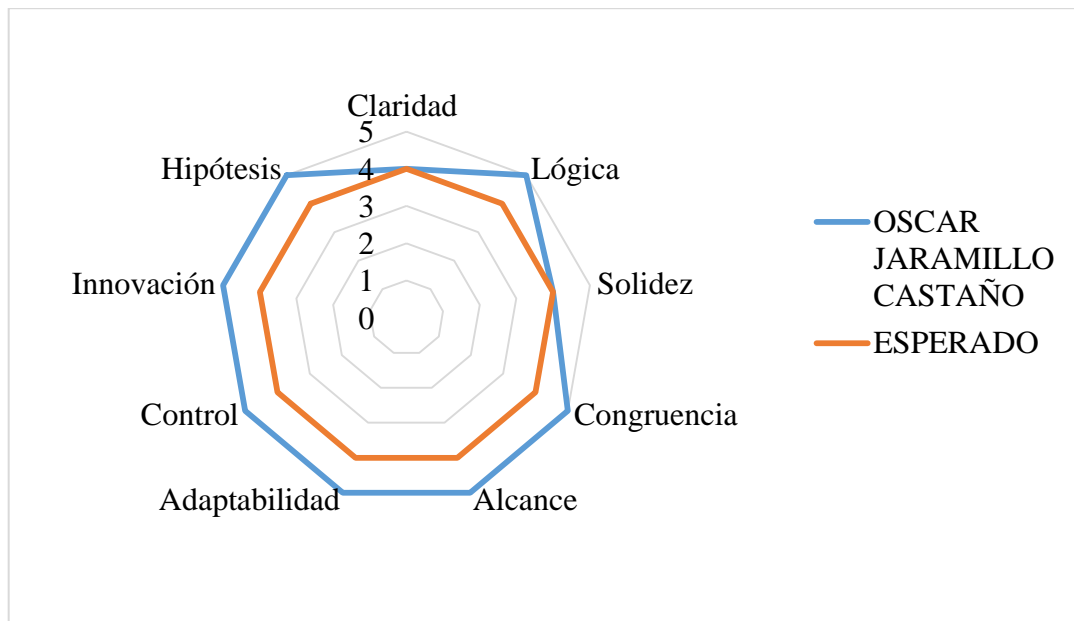 Claridad
5
4
3
2
1
0
Hipótesis
Lógica
Innovación
Solidez
Control
Congruencia
Adaptabilidad
Alcance
OSCAR
JARAMILLO
CASTAÑO
ESPERADO